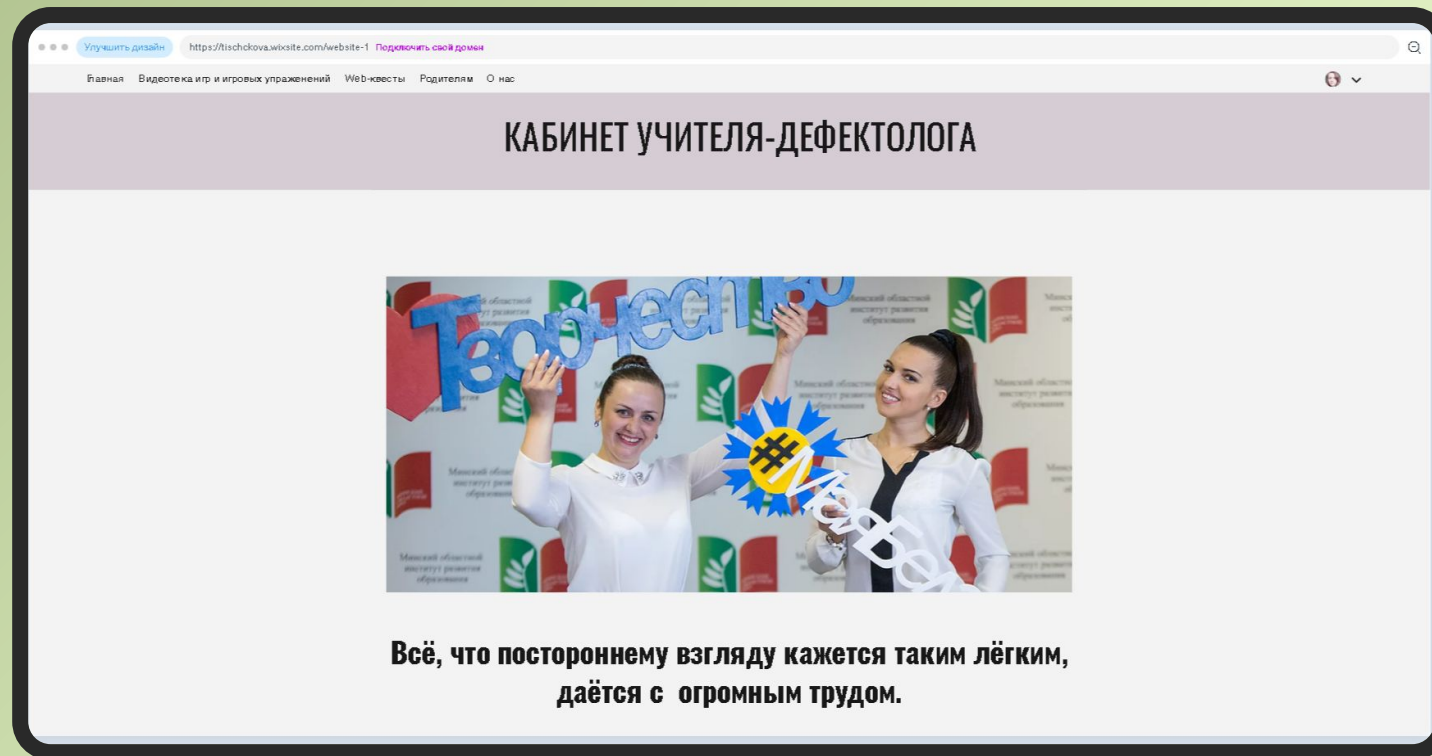 Улучшить дизайн https://tischckova.wixsite.com/website-1 Подключить свой домен
Главная Видеотека игр и игровых упражнений Web-квесты Родителям О нас
КАБИНЕТ УЧИТЕЛЯ-ДЕФЕКТОЛОГА
Творчество
#МаяБел
Минский областной
институт развития
образования
Всё, что постороннему взгляду кажется таким лёгким,
даётся с огромным трудом.